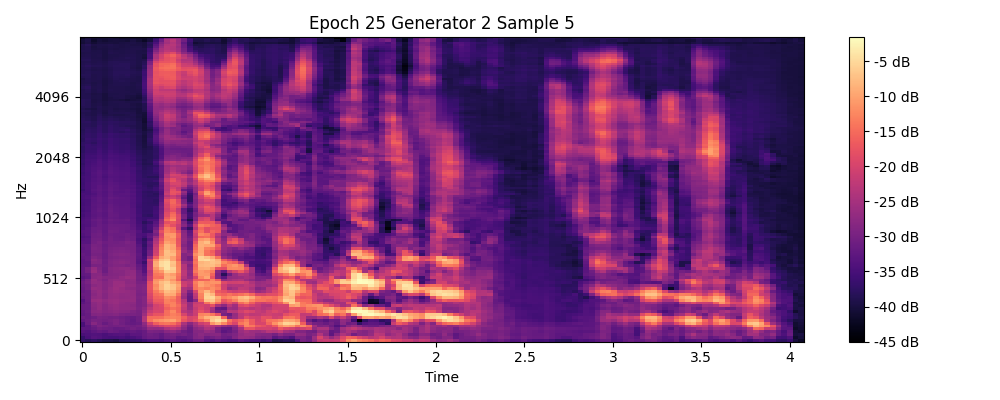 Epoch 25 Generator 2 Sample 5
Hz
4096
2048
1024
512
0
0 0.5 1 1.5 2 2.5 3 3.5 4
Time
-5 dB
-10 dB
-15 dB
-20 dB
-25 dB
-30 dB
-35 dB
-40 dB
-45 dB